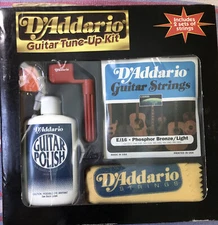 D'Addario
Guitar Tune-Up Kit
Includes
2 sets of
strings
D'Addario
Guitar Strings
EJ16 - Phosphor Bronze/Light
D'Addario
GUITAR
POLISH
D'Addario
STRINGS